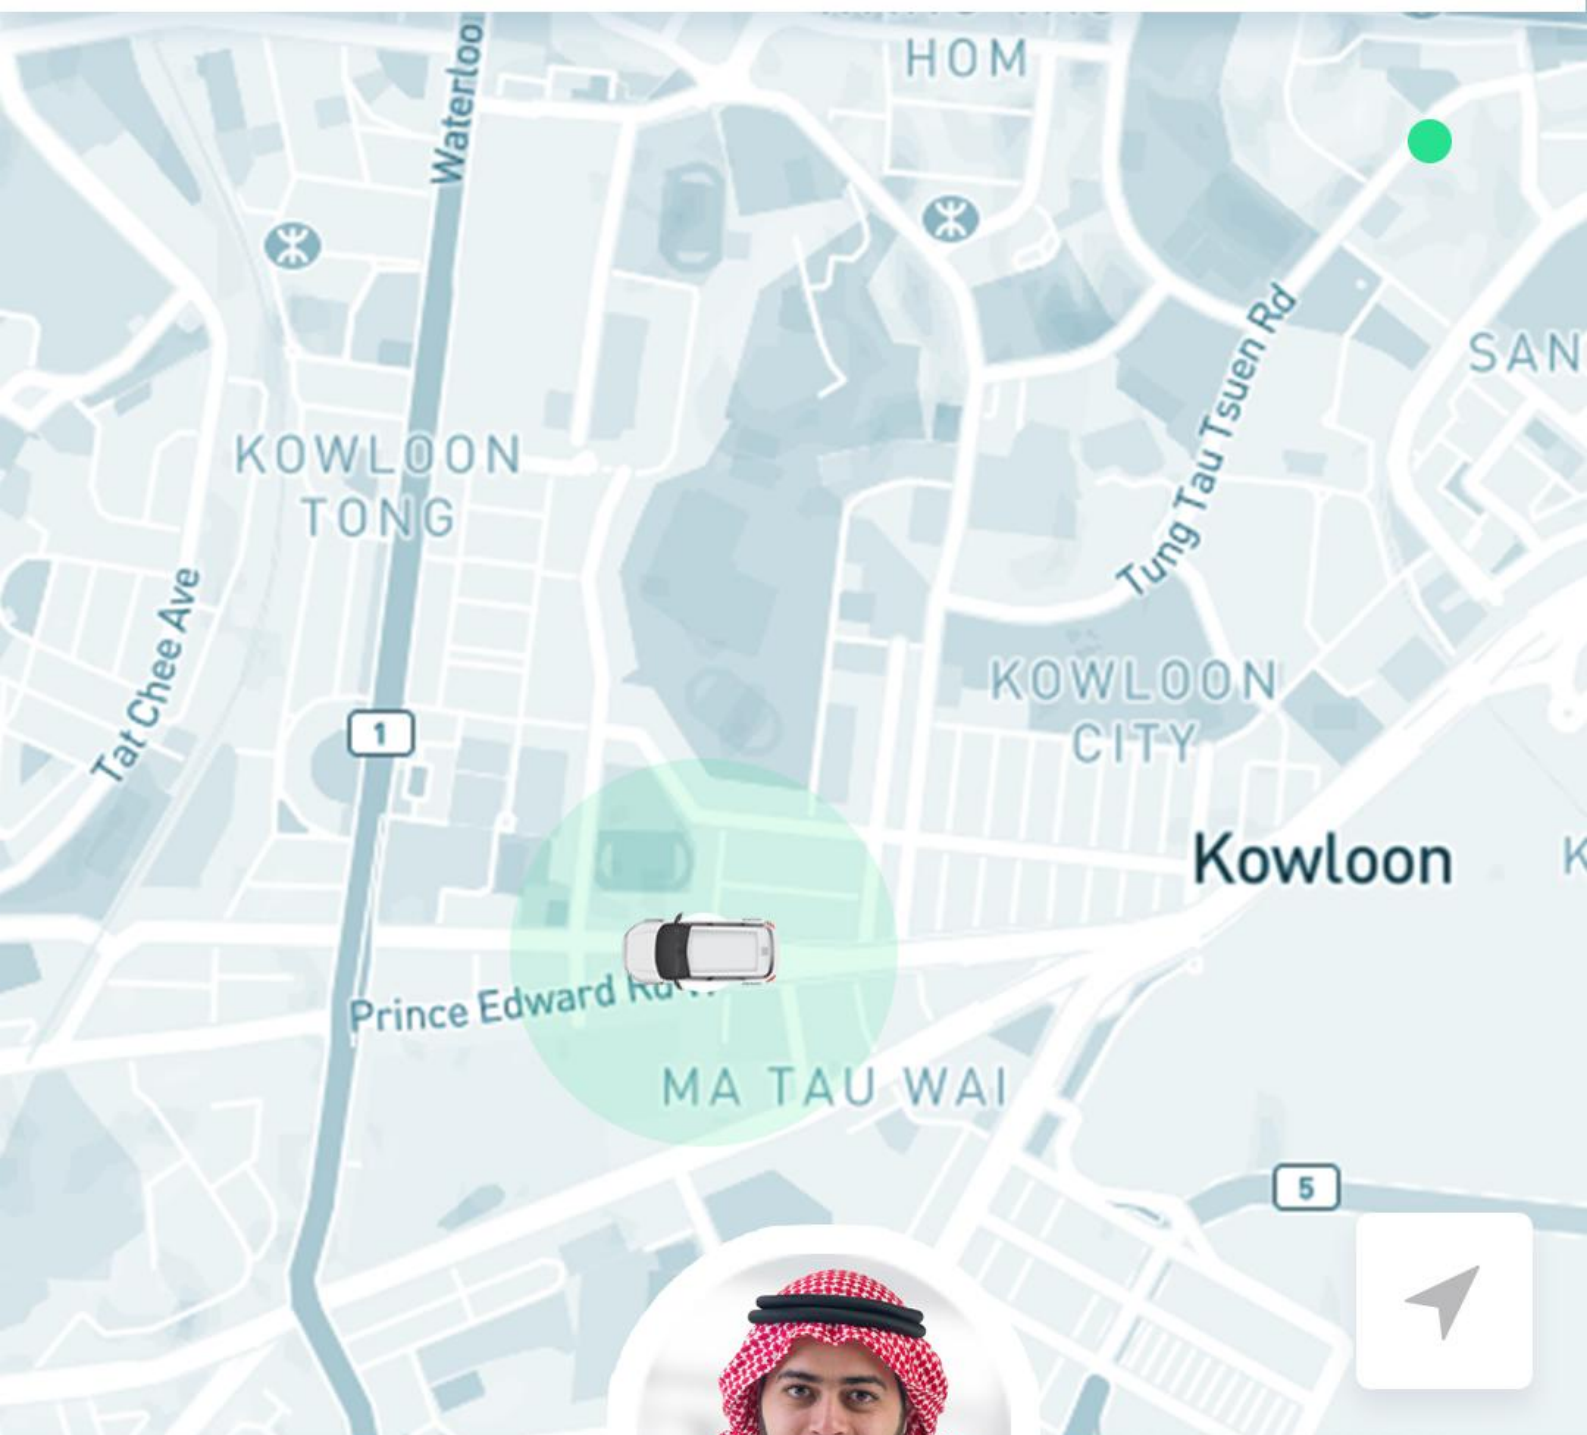 HOM
Waterloo
SAN
Tung Tau Tsuen Rd
KOWLOON
TONG
Tat Chee Ave
KOWLOON
CITY
1
Kowloon
K
Prince Edward Rd
MA TAU WAI
5